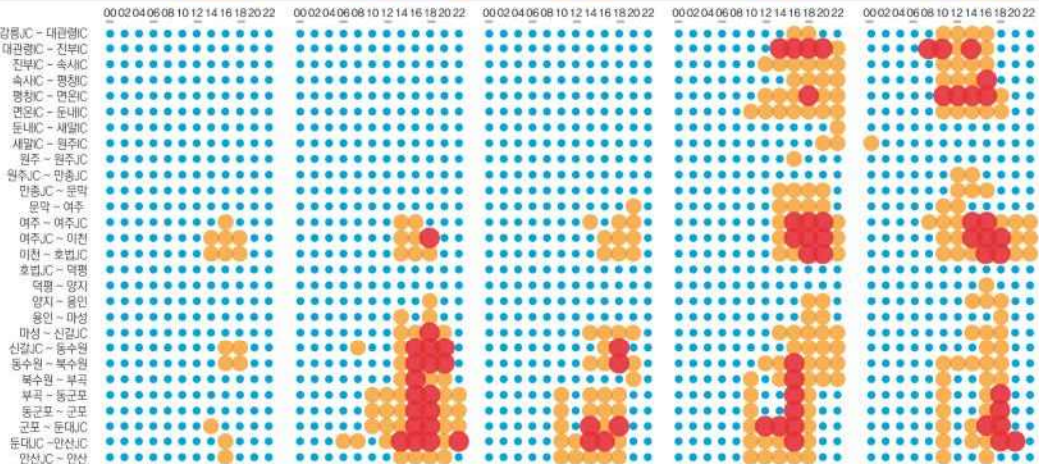 00 02 04 06 08 10 12 14 16 18 20 22 00 02 04 06 08 10 12 14 16 18 20 22 00 02 04 06 08 10 12 14 16 18 20 22 00 02 04 06 08 10 12 14 16 18 20 22 00 02 04 06 08 10 12 14 16 18 20 22
강릉JC ~ 대관령IC
대관령IC ~ 진부IC
진부IC ~ 속사IC
속사IC ~ 평창IC
평창IC ~ 면온IC
면온IC ~ 둔내IC
둔내IC ~ 새말IC
새말IC ~ 원주IC
원주 ~ 원주JC
원주JC ~ 만종JC
만종JC ~ 문막
문막 ~ 여주
여주 ~ 여주JC
여주JC ~ 이천
이천 ~ 호법JC
호법JC ~ 덕평
덕평 ~ 양지
양지 ~ 용인
용인 ~ 마성
마성 ~ 신갈JC
신갈JC ~ 동수원
동수원 ~ 북수원
북수원 ~ 부곡
부곡 ~ 동군포
동군포 ~ 군포
군포 ~ 둔대JC
둔대JC ~안산JC
안산JC ~ 안산